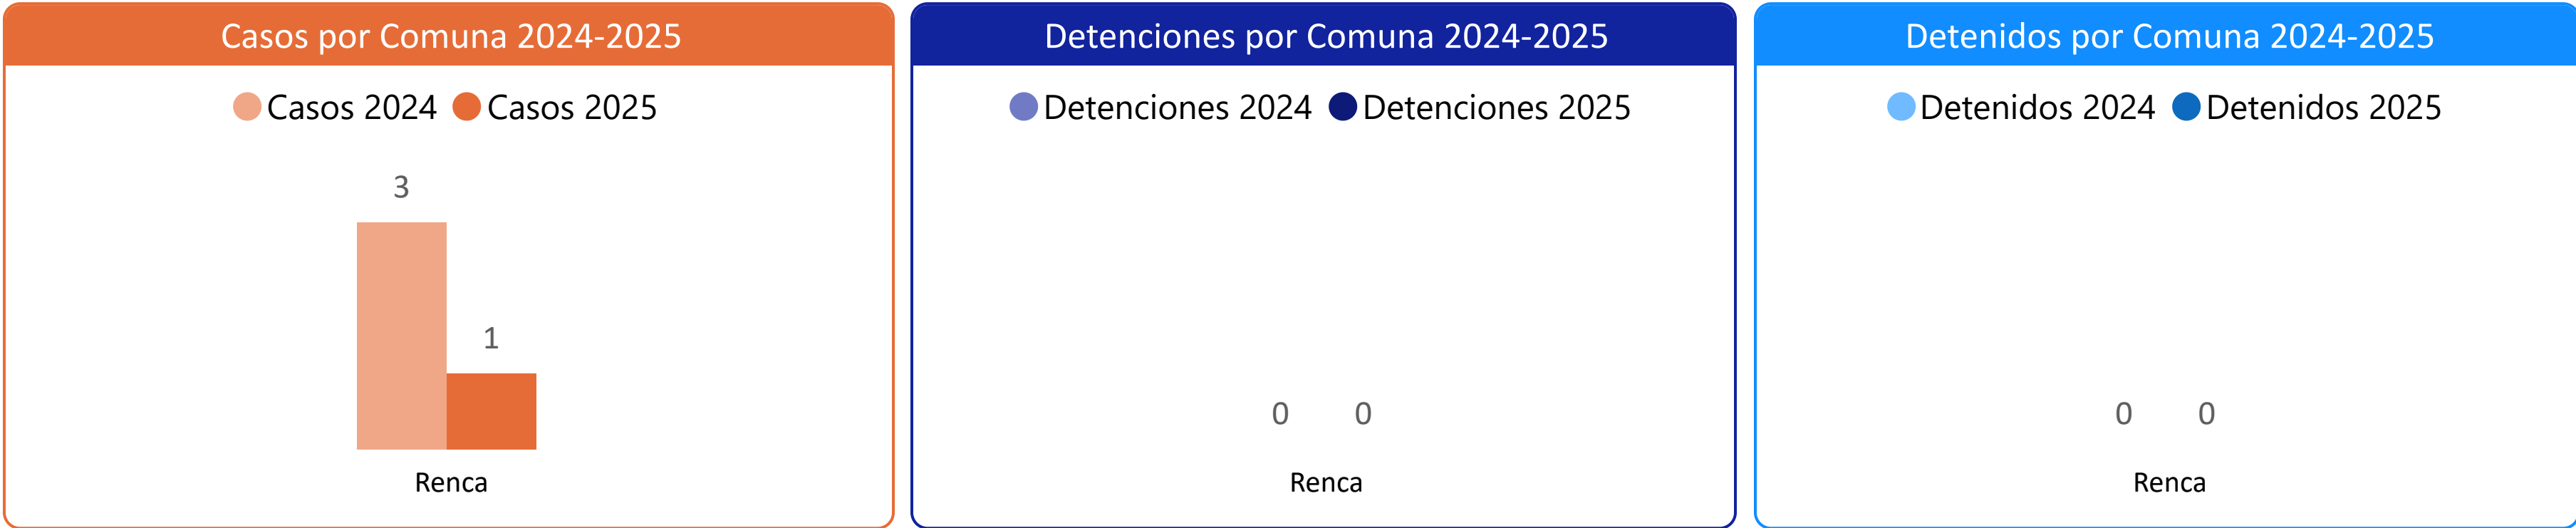 Casos por Comuna 2024-2025
Casos 2024 Casos 2025
3
1
Renca
Detenciones por Comuna 2024-2025
Detenciones 2024 Detenciones 2025
0 0
Renca
Detenidos por Comuna 2024-2025
Detenidos 2024 Detenidos 2025
0 0
Renca